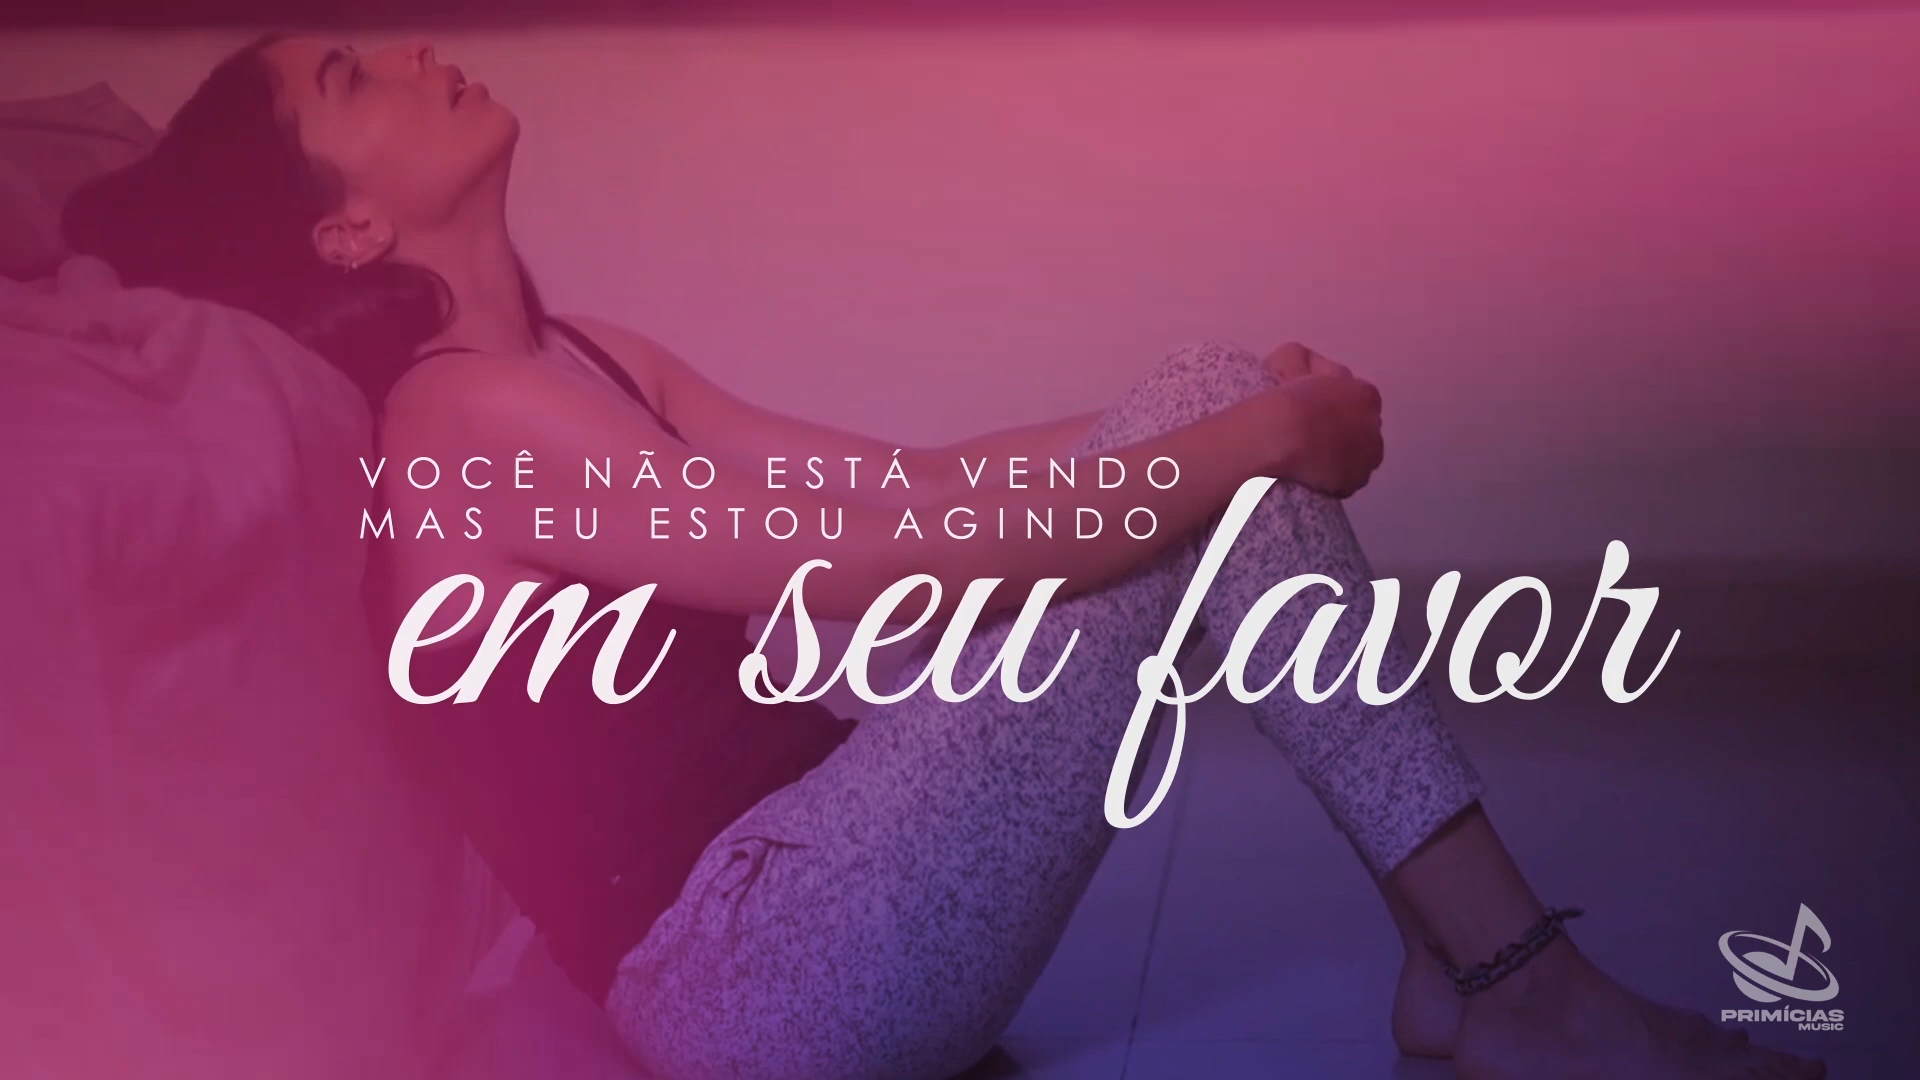 VOCÊ NÃO ESTÁ VENDO
MAS EU ESTOU AGINDO
em seu favor
PRIMÍCIAS
MUSIC